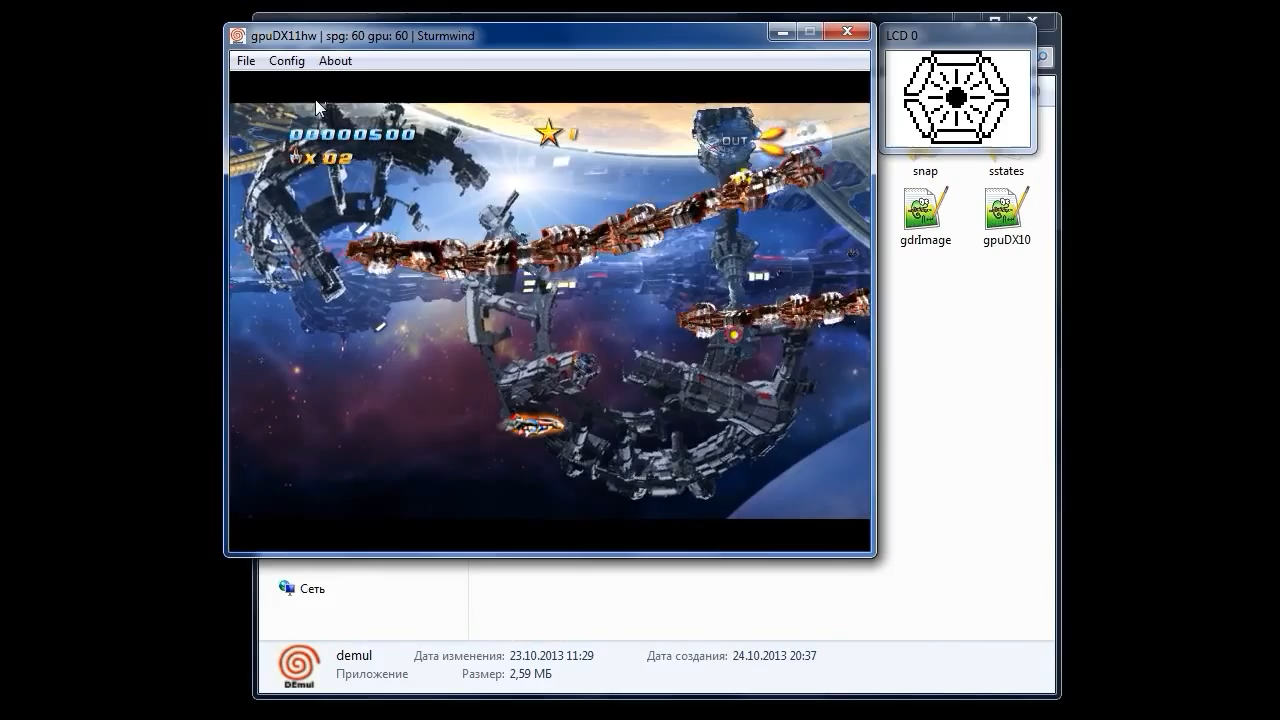 gpuDX11hw | spg: 60 gpu: 60 | Sturmwind
File Config About
00000500
x 02
1
OUT
LCD 0
snap
sstates
gdrImage
gpuDX10
Сеть
demul
Дата изменения: 23.10.2013 11:29
Дата создания: 24.10.2013 20:37
Приложение
Размер: 2,59 МБ
DEmul